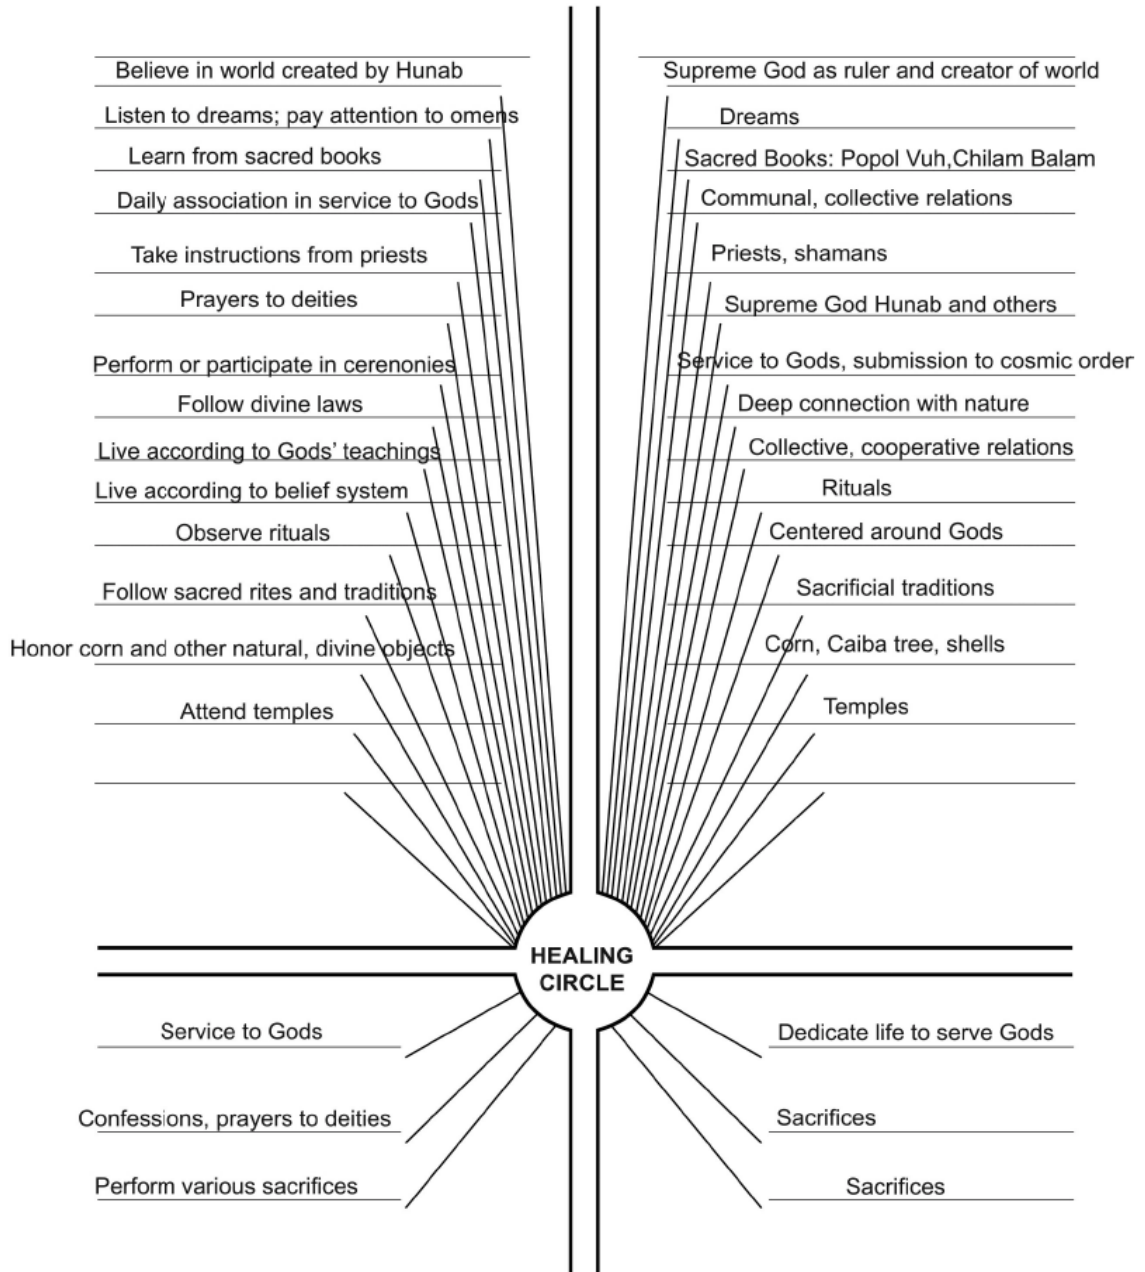 Believe in world created by Hunab
Listen to dreams; pay attention to omens
Learn from sacred books
Daily association in service to Gods
Take instructions from priests
Prayers to deities
Perform or participate in cerenonies
Follow divine laws
Live according to Gods’ teachings
Live according to belief system
Observe rituals
Follow sacred rites and traditions
Honor corn and other natural, divine objects
Attend temples
Supreme God as ruler and creator of world
Dreams
Sacred Books: Popol Vuh,Chilam Balam
Communal, collective relations
Priests, shamans
Supreme God Hunab and others
Service to Gods, submission to cosmic order
Deep connection with nature
Collective, cooperative relations
Rituals
Centered around Gods
Sacrificial traditions
Corn, Caiba tree, shells
Temples
HEALING
CIRCLE
Service to Gods
Confessions, prayers to deities
Perform various sacrifices
Dedicate life to serve Gods
Sacrifices
Sacrifices